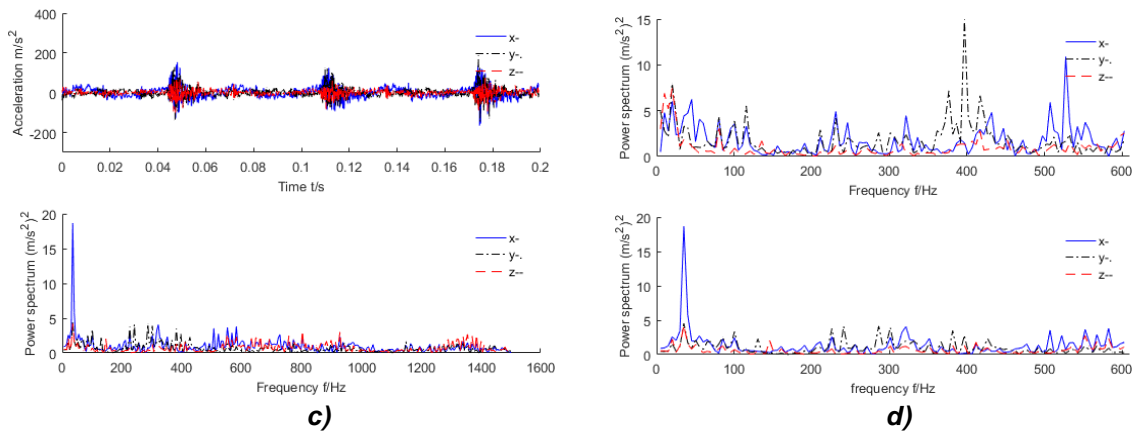 400
200
0
-200
Acceleration m/s²
x-
y-.
z--
0 0.02 0.04 0.06 0.08 0.1 0.12 0.14 0.16 0.18 0.2
Time t/s
20
15
10
5
0
Power spectrum (m/s²)²
x-
y-.
z--
0 200 400 600 800 1000 1200 1400 1600
Frequency f/Hz
c)
15
10
5
0
Power spectrum (m/s²)²
x-
y-.
z--
0 100 200 300 400 500 600
Frequency f/Hz
20
15
10
5
0
Power spectrum (m/s²)²
x-
y-.
z--
0 100 200 300 400 500 600
frequency f/Hz
d)